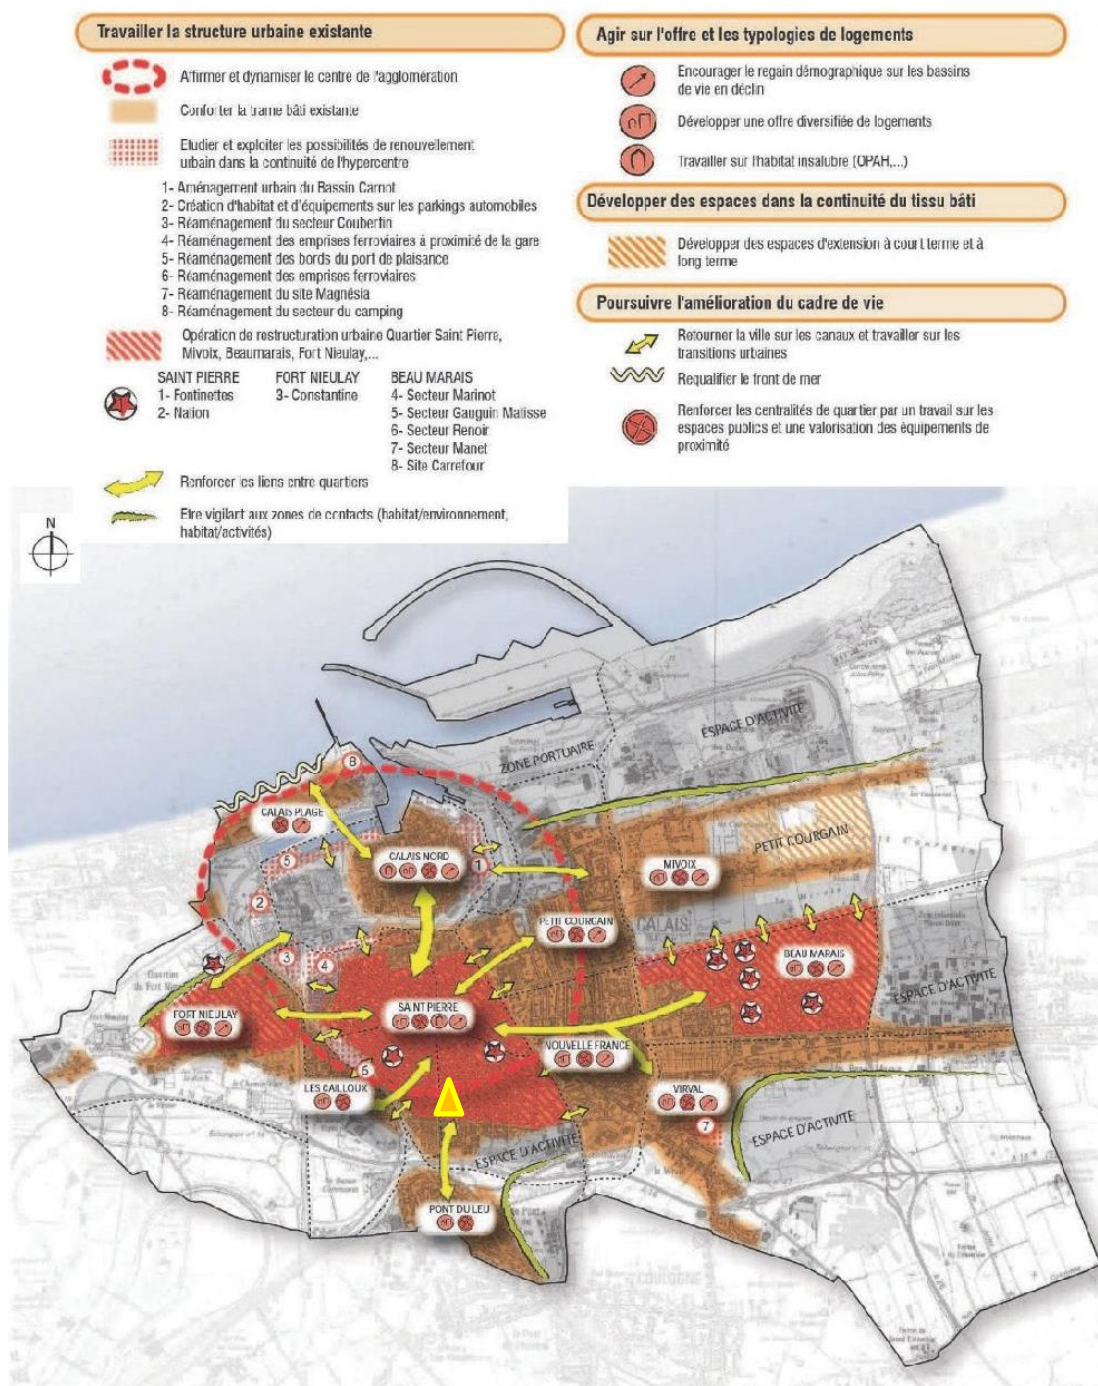 Travailler la structure urbaine existante
Affirmer et dynamiser le centre de l'agglomération
Conforter la trame bâti existante
Etudier et exploiter les possibilités de renouvellement
urbain dans la continuité de l'hypercentre
1- Aménagement urbain du Bassin Carnot
2- Création d'habitat et d'équipements sur les parkings automobiles
3- Réaménagement du secteur Coubertin
4- Réaménagement des emprises ferroviaires à proximité de la gare
5- Réaménagement des bords du port de plaisance
6- Réaménagement des emprises ferroviaires
7- Réaménagement du site Magnésia
8- Réaménagement du secteur du camping
Opération de restructuration urbaine Quartier Saint Pierre,
Mivoix, Beaumarais, Fort Nieulay,...
SAINT PIERRE
1- Fontinettes
2- Nation
FORT NIEULAY
3- Constantine
BEAU MARAIS
4- Secteur Marinot
5- Secteur Gauguin Matisse
6- Secteur Renoir
7- Secteur Manet
8- Site Carrefour
Renforcer les liens entre quartiers
Etre vigilant aux zones de contacts (habitat/environnement,
habitat/activités)
Agir sur l'offre et les typologies de logements
Encourager le regain démographique sur les bassins
de vie en déclin
Développer une offre diversifiée de logements
Travailler sur l'habitat insalubre (OPAH,...)
Développer des espaces dans la continuité du tissu bâti
Développer des espaces d'extension à court terme et à
long terme
Poursuivre l'amélioration du cadre de vie
Retourner la ville sur les canaux et travailler sur les
transitions urbaines
Requalifier le front de mer
Renforcer les centralités de quartier par un travail sur les
espaces publics et une valorisation des équipements de
proximité
N
ESPACE D'ACTIVITÉ
ZONE PORTUAIRE
8
CALAIS PLAGE
PETIT COURGAIN
CALAIS NORD
5
1
MIVOIX
2
PETIT COURGAIN
CALAIS
3
4
BEAU MARAIS
ESPACE D'ACTIVITÉ
FORT NIEULAY
SAINT PIERRE
NOUVELLE FRANCE
6
LES CAILLOUX
VIRVAL
7
ESPACE D'ACTIVITÉ
ESPACE D'ACTIVITÉ
PONT DU LEU
COULOGNE